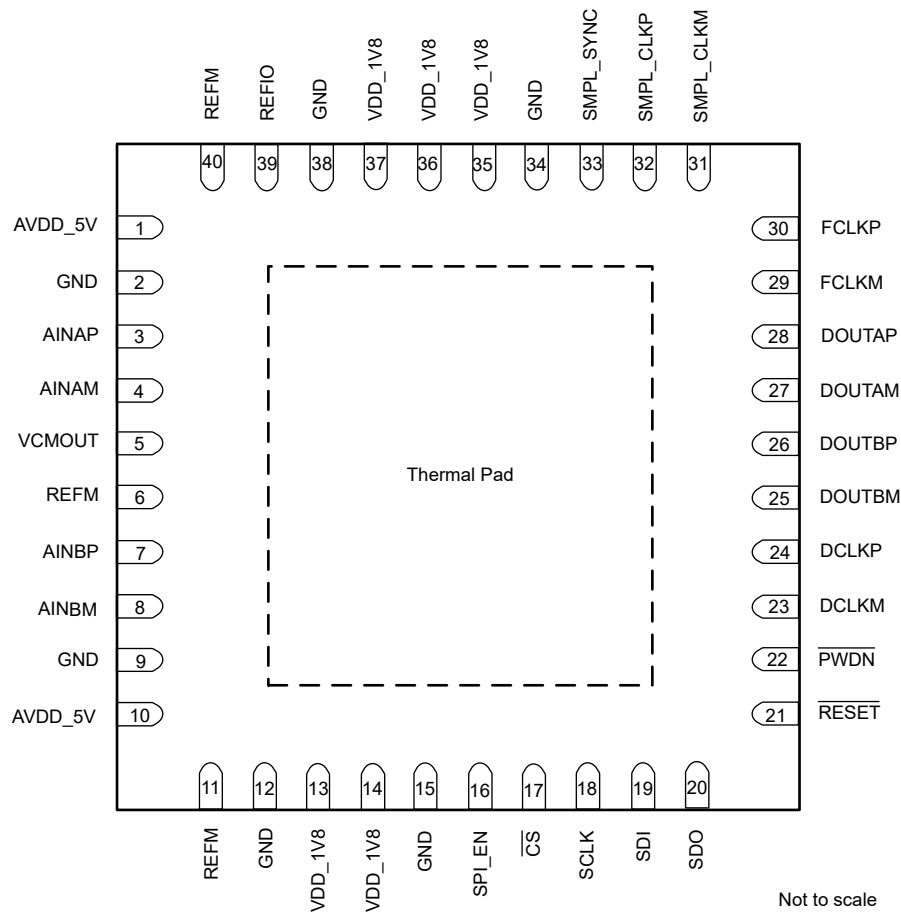 REFM
REFIO
GND
VDD_1V8
VDD_1V8
VDD_1V8
GND
SMPL_SYNC
SMPL_CLKP
SMPL_CLKM
40
39
38
37
36
35
34
33
32
31
AVDD_5V 1
GND 2
AINAP 3
AINAM 4
VCMOUT 5
REFM 6
AINBP 7
AINBM 8
GND 9
AVDD_5V 10
Thermal Pad
30 FCLKP
29 FCLKM
28 DOUTAP
27 DOUTAM
26 DOUTBP
25 DOUTBM
24 DCLKP
23 DCLKM
22 PWDN
21 RESET
11
12
13
14
15
16
17
18
19
20
REFM
GND
VDD_1V8
VDD_1V8
GND
SPI_EN
CS
SCLK
SDI
SDO
Not to scale